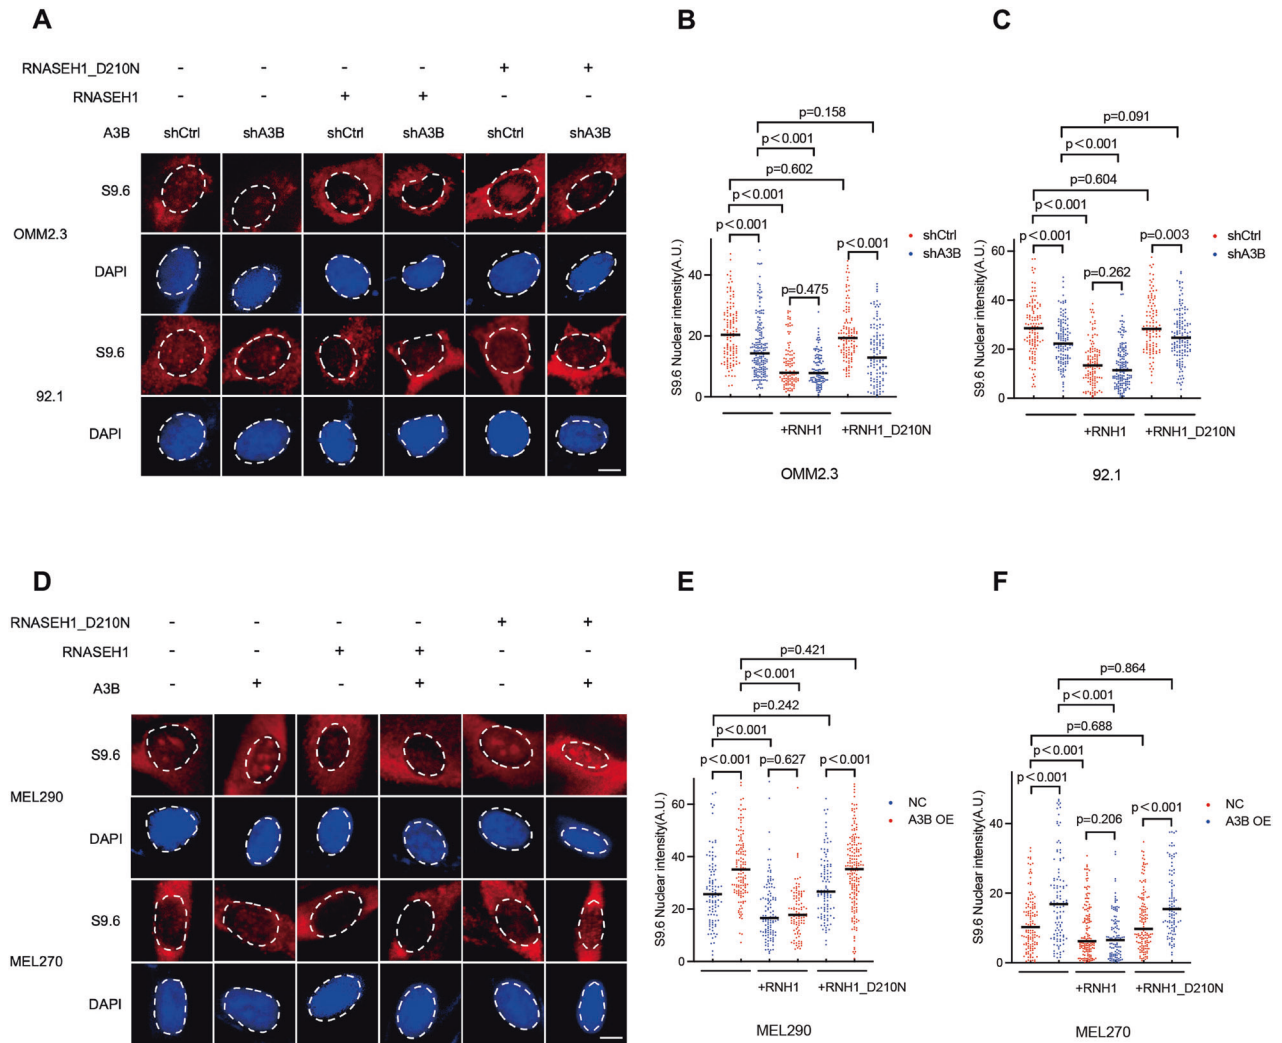 A
RNASEH1_D210N - - - - + +
RNASEH1 - - + + - -
A3B shCtrl shA3B shCtrl shA3B shCtrl shA3B
S9.6
OMM2.3
DAPI
S9.6
92.1
DAPI
B
p=0.158
p<0.001
p=0.602
p<0.001
p<0.001
p<0.001
p=0.475
shCtrl
shA3B
S9.6 Nuclear intensity(A.U.)
40
20
0
+RNH1 +RNH1_D210N
OMM2.3
C
p=0.091
p<0.001
p=0.604
p<0.001
p<0.001
p=0.003
p=0.262
shCtrl
shA3B
S9.6 Nuclear intensity(A.U.)
60
40
20
0
+RNH1 +RNH1_D210N
92.1
D
RNASEH1_D210N - - - - + +
RNASEH1 - - + + - -
A3B - + - + - +
S9.6
MEL290
DAPI
S9.6
MEL270
DAPI
E
p=0.421
p<0.001
p=0.242
p<0.001
p<0.001 p=0.627 p<0.001
NC
A3B OE
S9.6 Nuclear intensity(A.U.)
60
40
20
0
+RNH1 +RNH1_D210N
MEL290
F
p=0.864
p<0.001
p=0.688
p<0.001
p<0.001
p<0.001
p=0.206
NC
A3B OE
S9.6 Nuclear intensity(A.U.)
40
20
0
+RNH1 +RNH1_D210N
MEL270